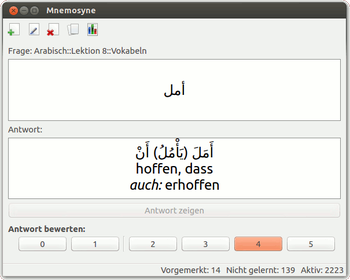 Mnemosyne
Frage: Arabisch::Lektion 8::Vokabeln
أمل
Antwort:
أَمَلَ (يَأْمُلُ) أَنْ
hoffen, dass
auch: erhoffen
Antwort zeigen
Antwort bewerten:
0 1 2 3 4 5
Vorgemerkt: 14 Nicht gelernt: 139 Aktiv: 2223